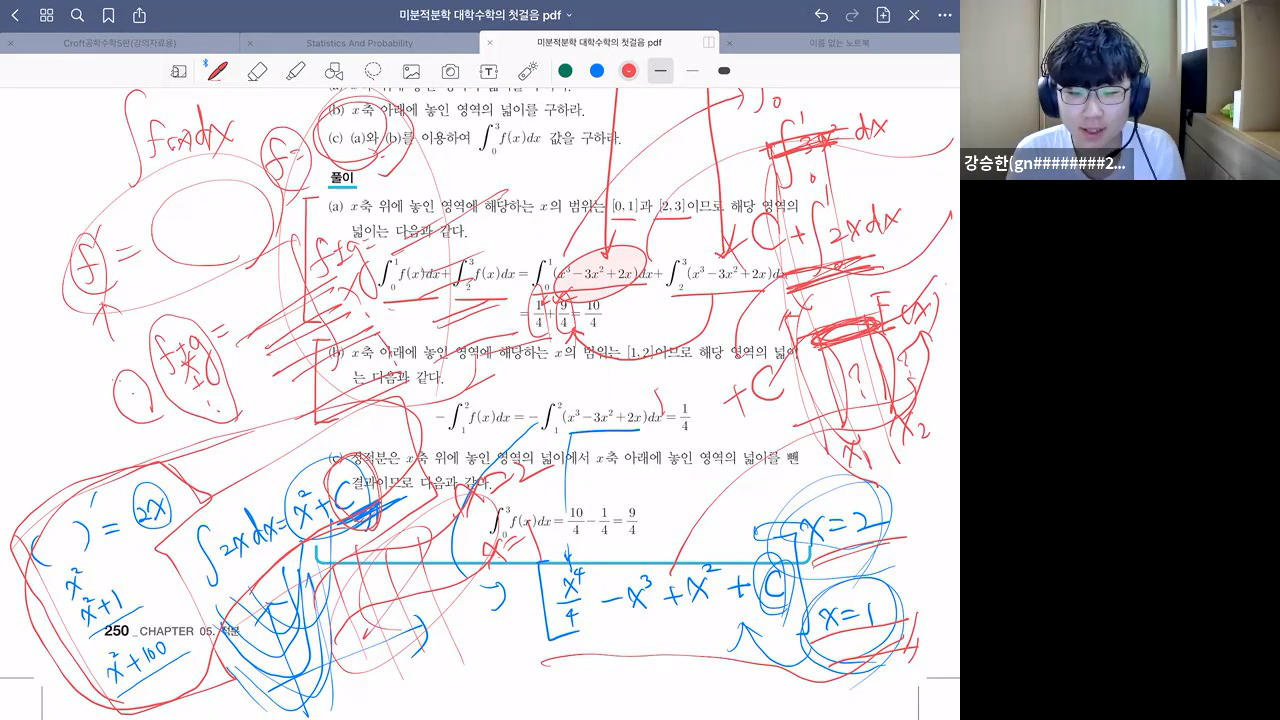 미분적분학 대학수학의 첫걸음 pdf
Croft공학수학5판(강의자료용)
Statistics And Probability
미분적분학 대학수학의 첫걸음 pdf
이름 없는 노트북
강승한(gn########2...
(b) x축 아래에 놓인 영역의 넓이를 구하라.
(c) (a)와 (b)를 이용하여 ∫₀³ f(x)dx 값을 구하라.
풀이
(a) x축 위에 놓인 영역에 해당하는 x의 범위는 [0, 1]과 [2, 3]이므로 해당 영역의
넓이는 다음과 같다.
∫₀¹ f(x)dx + ∫₂³ f(x)dx = ∫₀¹ (x³−3x²+2x)dx + ∫₂³ (x³−3x²+2x)dx
= 1/4 + 9/4 = 10/4
(b) x축 아래에 놓인 영역에 해당하는 x의 범위는 [1, 2]이므로 해당 영역의 넓이
는 다음과 같다.
−∫₁² f(x)dx = −∫₁² (x³−3x²+2x)dx = 1/4
(c) 정적분은 x축 위에 놓인 영역의 넓이에서 x축 아래에 놓인 영역의 넓이를 뺀
결과이므로 다음과 같다.
∫₀³ f(x)dx = 10/4 − 1/4 = 9/4
250 _ CHAPTER 05. 적분
∫f(x)dx
f =
f' =
f+g =
∫₀¹ 3x² dx
C + ∫₀¹ 2x dx
F(x)
+C
x₁ x₂
( )' = 2x
x²
x²+1
x²+100
∫2x dx = x² + C
x=2
x=1
[x⁴/4 − x³ + x² + C]
x=2
x=1